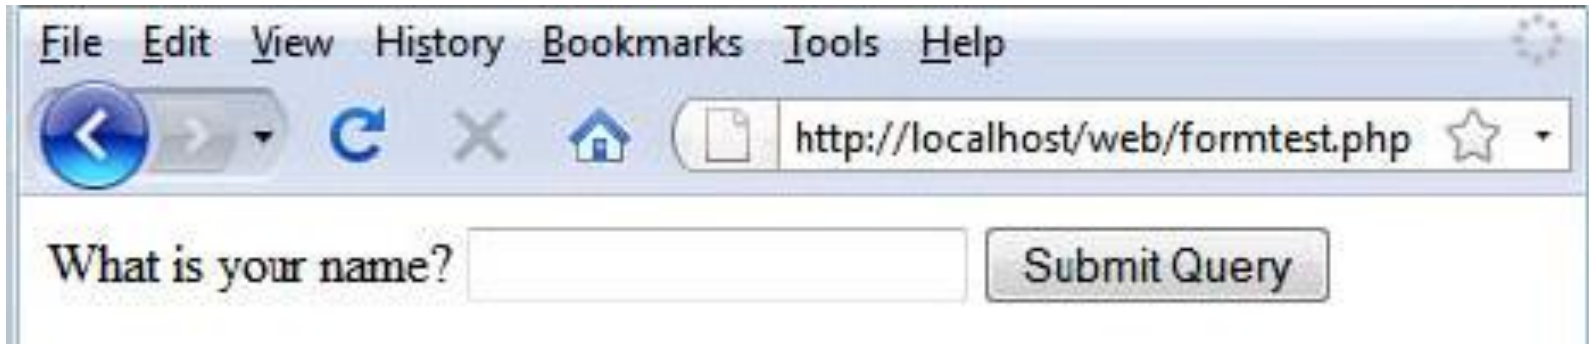 File Edit View History Bookmarks Tools Help
http://localhost/web/formtest.php
What is your name? Submit Query